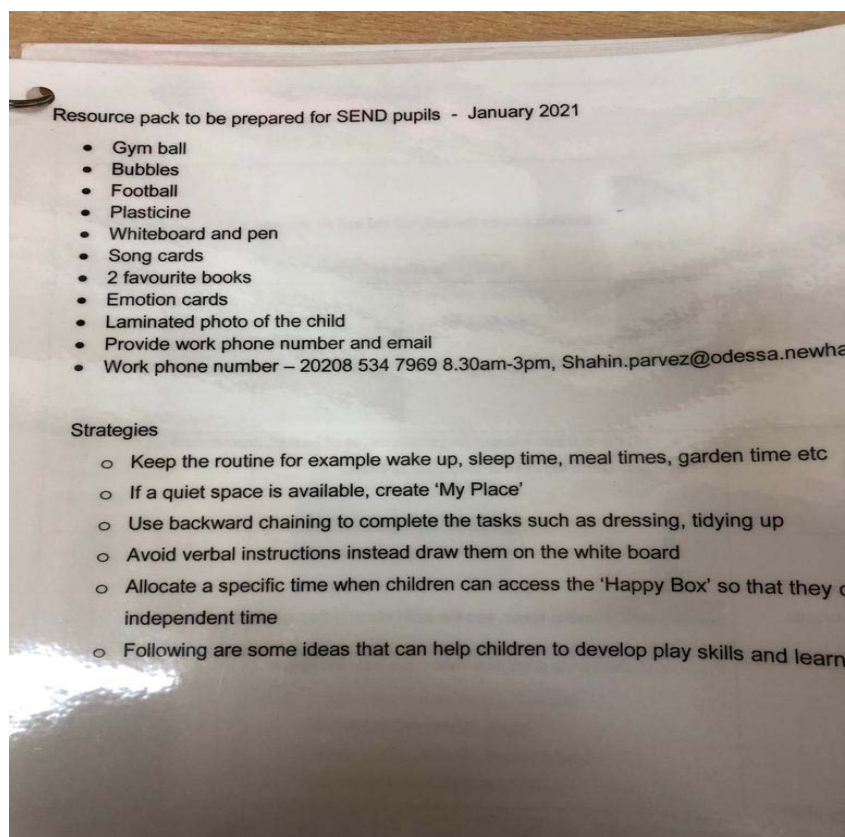 Resource pack to be prepared for SEND pupils - January 2021
• Gym ball
• Bubbles
• Football
• Plasticine
• Whiteboard and pen
• Song cards
• 2 favourite books
• Emotion cards
• Laminated photo of the child
• Provide work phone number and email
• Work phone number – 20208 534 7969 8.30am-3pm, Shahin.parvez@odessa.newha
Strategies
o Keep the routine for example wake up, sleep time, meal times, garden time etc
o If a quiet space is available, create ‘My Place’
o Use backward chaining to complete the tasks such as dressing, tidying up
o Avoid verbal instructions instead draw them on the white board
o Allocate a specific time when children can access the ‘Happy Box’ so that they
independent time
o Following are some ideas that can help children to develop play skills and learn